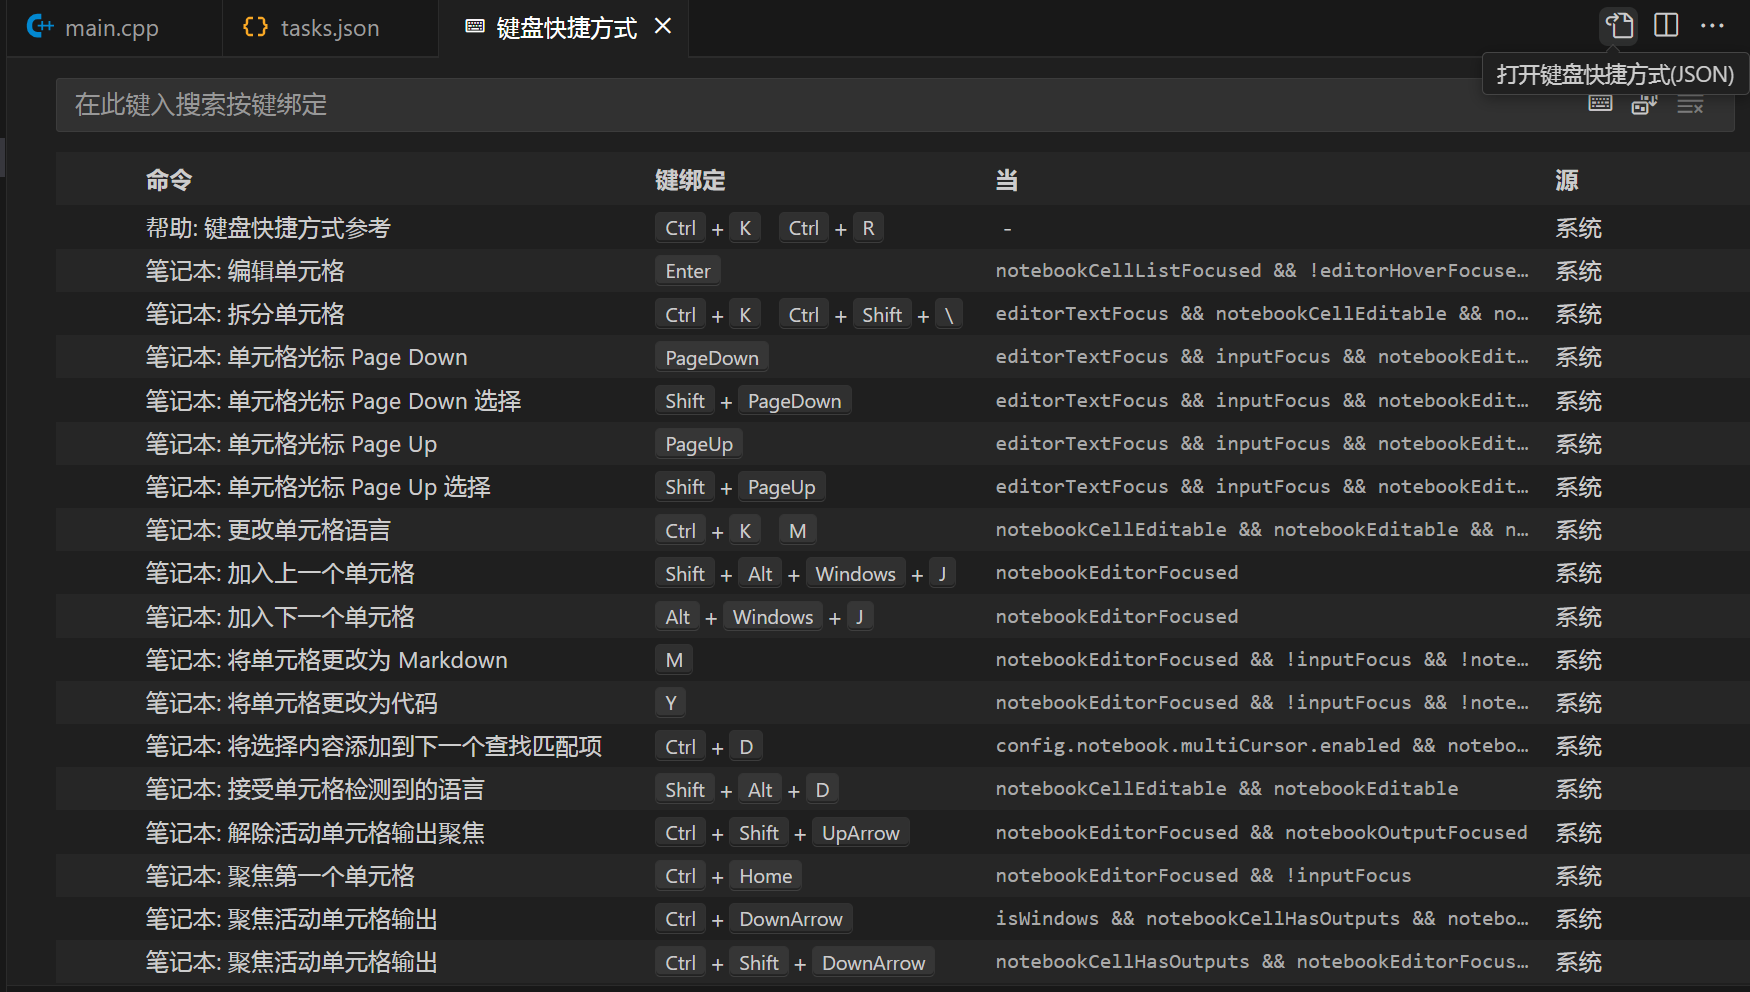 main.cpp
tasks.json
键盘快捷方式
打开键盘快捷方式(JSON)
在此键入搜索按键绑定
命令 键绑定 当 源
帮助: 键盘快捷方式参考 Ctrl + K Ctrl + R - 系统
笔记本: 编辑单元格 Enter notebookCellListFocused && !editorHoverFocuse… 系统
笔记本: 拆分单元格 Ctrl + K Ctrl + Shift + \ editorTextFocus && notebookCellEditable && no… 系统
笔记本: 单元格光标 Page Down PageDown editorTextFocus && inputFocus && notebookEdit… 系统
笔记本: 单元格光标 Page Down 选择 Shift + PageDown editorTextFocus && inputFocus && notebookEdit… 系统
笔记本: 单元格光标 Page Up PageUp editorTextFocus && inputFocus && notebookEdit… 系统
笔记本: 单元格光标 Page Up 选择 Shift + PageUp editorTextFocus && inputFocus && notebookEdit… 系统
笔记本: 更改单元格语言 Ctrl + K M notebookCellEditable && notebookEditable && n… 系统
笔记本: 加入上一个单元格 Shift + Alt + Windows + J notebookEditorFocused 系统
笔记本: 加入下一个单元格 Alt + Windows + J notebookEditorFocused 系统
笔记本: 将单元格更改为 Markdown M notebookEditorFocused && !inputFocus && !note… 系统
笔记本: 将单元格更改为代码 Y notebookEditorFocused && !inputFocus && !note… 系统
笔记本: 将选择内容添加到下一个查找匹配项 Ctrl + D config.notebook.multiCursor.enabled && notebo… 系统
笔记本: 接受单元格检测到的语言 Shift + Alt + D notebookCellEditable && notebookEditable 系统
笔记本: 解除活动单元格输出聚焦 Ctrl + Shift + UpArrow notebookEditorFocused && notebookOutputFocused 系统
笔记本: 聚焦第一个单元格 Ctrl + Home notebookEditorFocused && !inputFocus 系统
笔记本: 聚焦活动单元格输出 Ctrl + DownArrow isWindows && notebookCellHasOutputs && notebo… 系统
笔记本: 聚焦活动单元格输出 Ctrl + Shift + DownArrow notebookCellHasOutputs && notebookEditorFocus… 系统